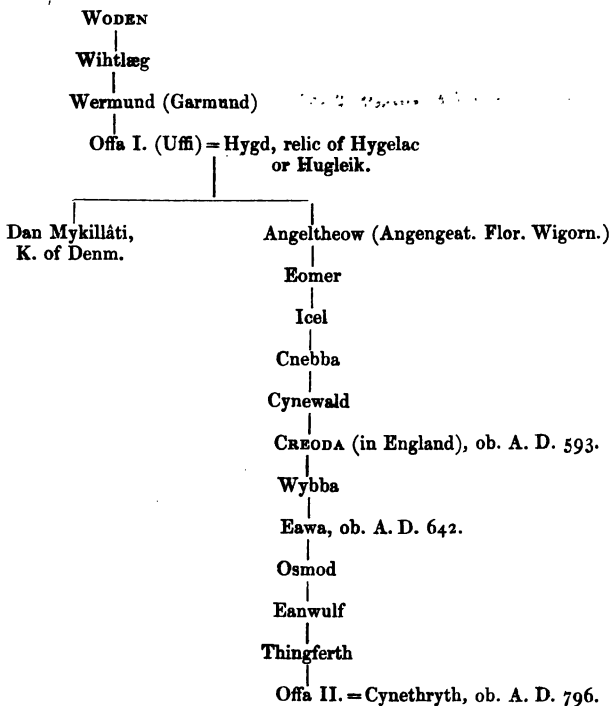 WODEN
Wihtlæg
Wermund (Garmund)
Offa I. (Uffi) = Hygd, relic of Hygelac
or Hugleik.
Dan Mykillâti,
K. of Denm.
Angeltheow (Angengeat. Flor. Wigorn.)
Eomer
Icel
Cnebba
Cynewald
CREODA (in England), ob. A. D. 593.
Wybba
Eawa, ob. A. D. 642.
Osmod
Eanwulf
Thingferth
Offa II. = Cynethryth, ob. A. D. 796.